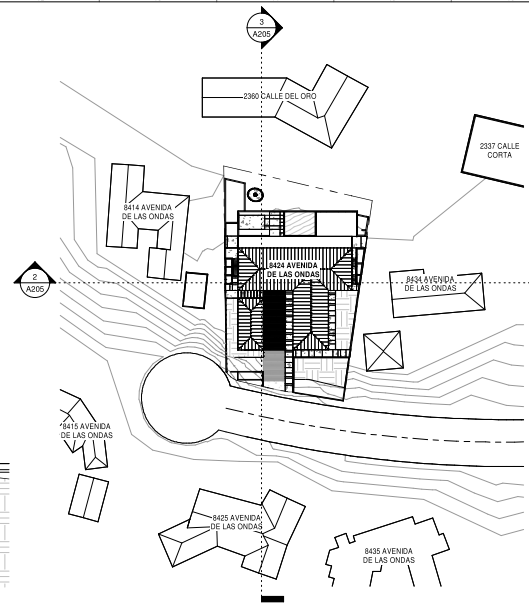 3
A205
2360 CALLE DEL ORO
2337 CALLE
CORTA
8414 AVENIDA
DE LAS ONDAS
8424 AVENIDA
DE LAS ONDAS
2
A205
8434 AVENIDA
DE LAS ONDAS
8415 AVENIDA
DE LAS ONDAS
8425 AVENIDA
DE LAS ONDAS
8435 AVENIDA
DE LAS ONDAS